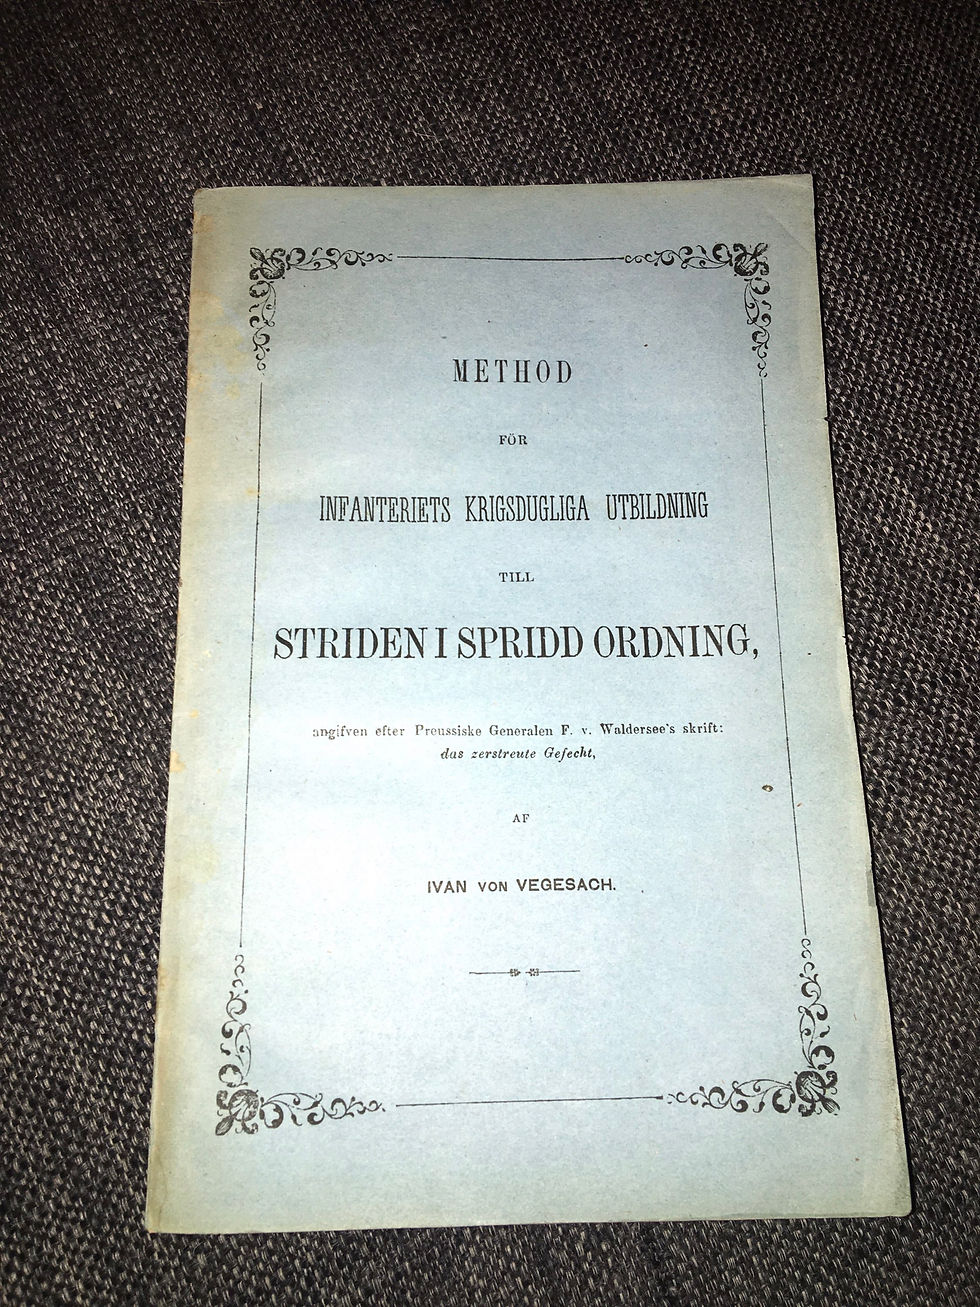 METHOD
FÖR
INFANTERIETS KRIGSDUGLIGA UTBILDNING
TILL
STRIDEN I SPRIDD ORDNING,
angifven efter Preussiske Generalen F. v. Waldersee's skrift:
das zerstreute Gefecht,
AF
IVAN VON VEGESACH.